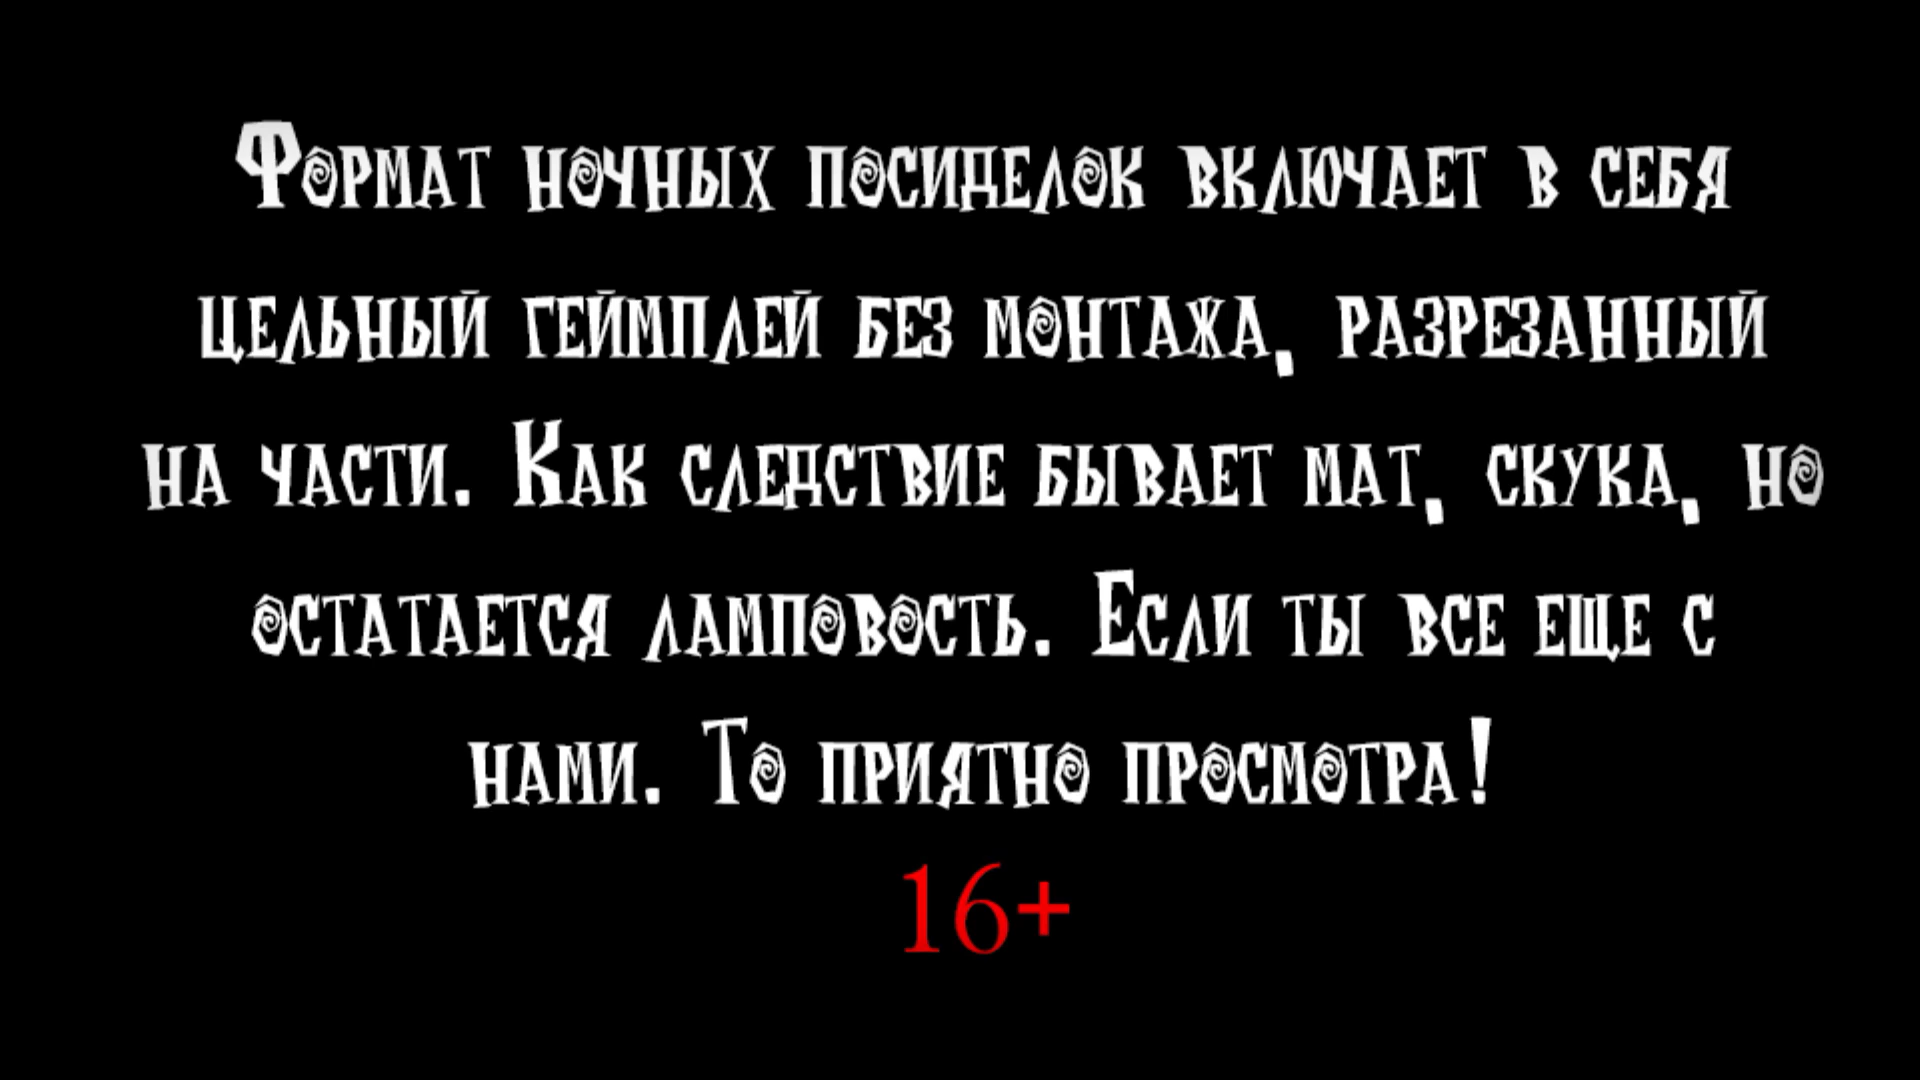 Формат ночных посиделок включает в себя
цельный геймплей без монтажа, разрезанный
на части. Как следствие бывает мат, скука, но
остатается ламповость. Если ты все еще с
нами. То приятно просмотра!
16+